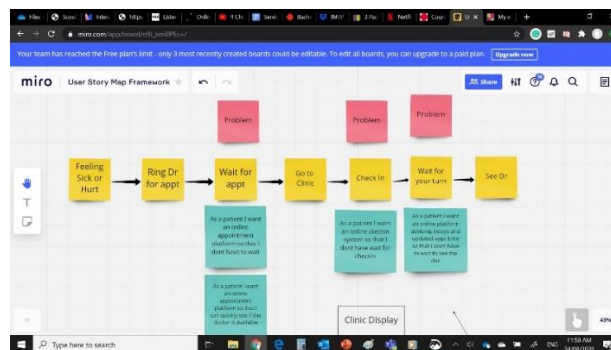 miro.com/app/board/
Your team has reached the Free plan's limit - only 3 most recently created boards could be editable. To edit all boards, you can upgrade to a paid plan.
Upgrade now
miro
User Story Map Framework
Share
Problem
Problem
Problem
Feeling
Sick or
Hurt
Ring Dr
for appt
Wait for
appt
Go to
Clinic
Check In
Wait for
your turn
See Dr
As a patient I want
an online
appointment
platform so that I
dont have to wait
As a patient I want
an online checkin
system so that I
dont have wait for
checkin
As a patient I want
an online platform
advising delays and
updated appt time
so that I dont have
to wait to see the
As a patient I want
an online
appointment
platform so that I
can quickly see if the
doctor is available
Clinic Display
43%
Type here to search
ENG
11:58 AM